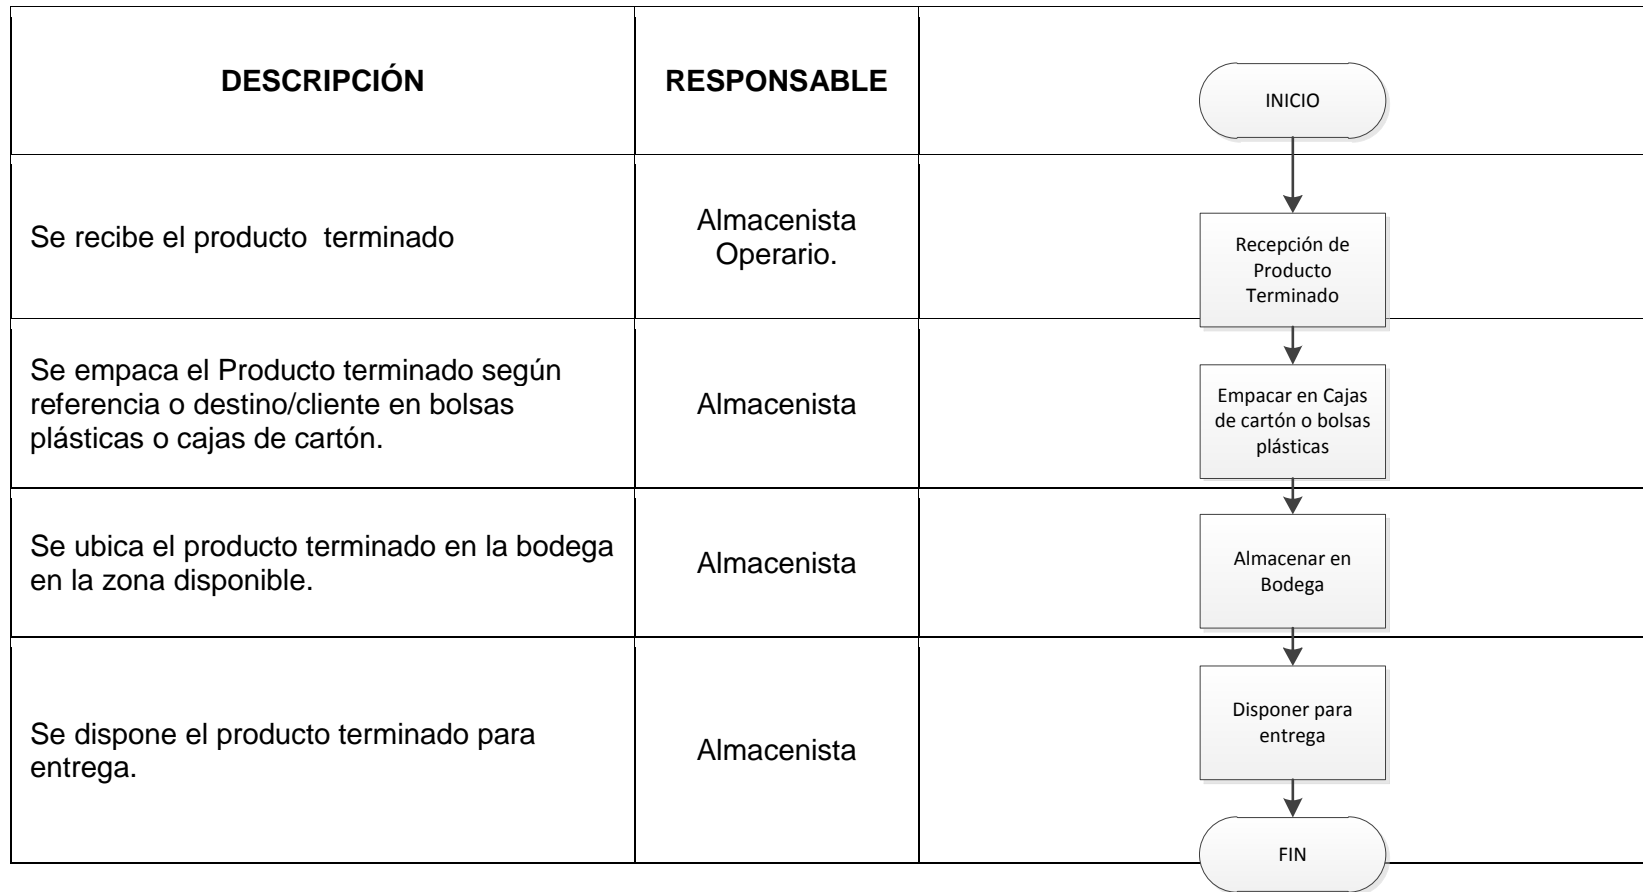 DESCRIPCIÓN
RESPONSABLE
INICIO
Se recibe el producto  terminado
Almacenista
Operario.
Recepción de
Producto
Terminado
Se empaca el Producto terminado según
referencia o destino/cliente en bolsas
plásticas o cajas de cartón.
Almacenista
Empacar en Cajas
de cartón o bolsas
plásticas
Se ubica el producto terminado en la bodega
en la zona disponible.
Almacenista
Almacenar en
Bodega
Se dispone el producto terminado para
entrega.
Almacenista
Disponer para
entrega
FIN